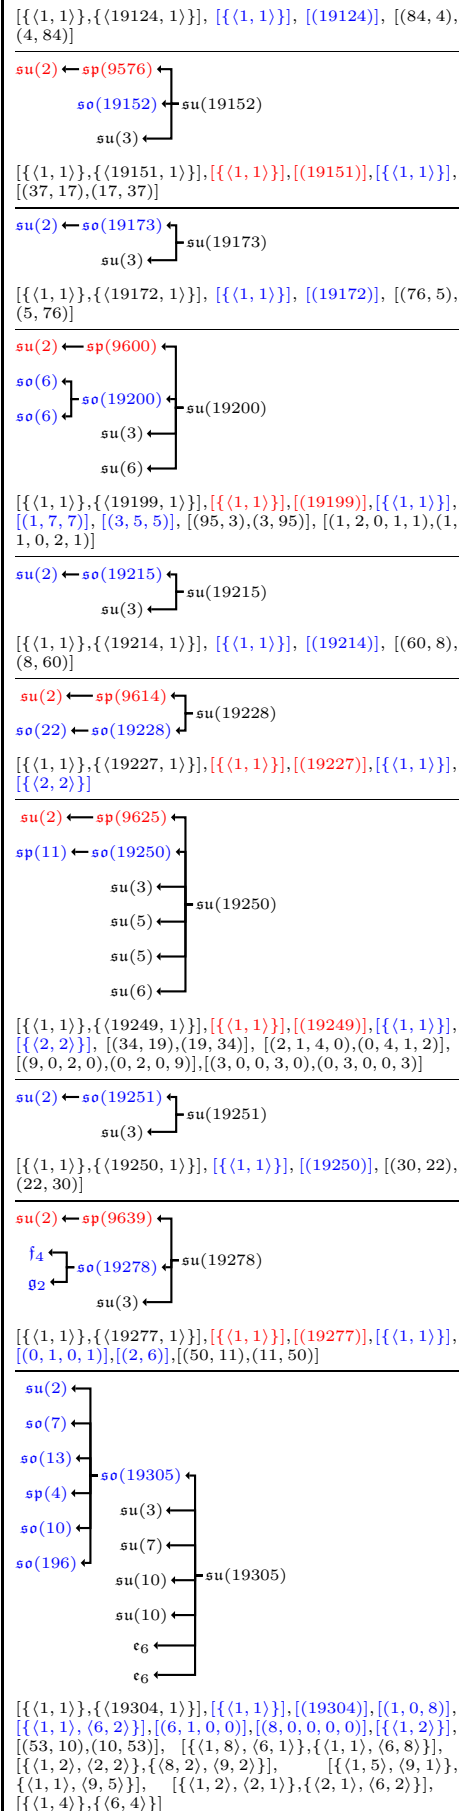 [{⟨1, 1⟩},{⟨19124, 1⟩}], [{⟨1, 1⟩}], [(19124)], [(84, 4),
(4, 84)]
𝔰𝔲(2) 𝔰𝔭(9576)
𝔰𝔬(19152) 𝔰𝔲(19152)
𝔰𝔲(3)
[{⟨1, 1⟩},{⟨19151, 1⟩}],[{⟨1, 1⟩}],[(19151)],[{⟨1, 1⟩}],
[(37, 17),(17, 37)]
𝔰𝔲(2) 𝔰𝔬(19173)
𝔰𝔲(19173)
𝔰𝔲(3)
[{⟨1, 1⟩},{⟨19172, 1⟩}], [{⟨1, 1⟩}], [(19172)], [(76, 5),
(5, 76)]
𝔰𝔲(2) 𝔰𝔭(9600)
𝔰𝔬(6)
𝔰𝔬(19200)
𝔰𝔲(19200)
𝔰𝔬(6)
𝔰𝔲(3)
𝔰𝔲(6)
[{⟨1, 1⟩},{⟨19199, 1⟩}],[{⟨1, 1⟩}],[(19199)],[{⟨1, 1⟩}],
[(1, 7, 7)], [(3, 5, 5)], [(95, 3),(3, 95)], [(1, 2, 0, 1, 1),(1,
1, 0, 2, 1)]
𝔰𝔲(2) 𝔰𝔬(19215)
𝔰𝔲(19215)
𝔰𝔲(3)
[{⟨1, 1⟩},{⟨19214, 1⟩}], [{⟨1, 1⟩}], [(19214)], [(60, 8),
(8, 60)]
𝔰𝔲(2) 𝔰𝔭(9614)
𝔰𝔲(19228)
𝔰𝔬(22) 𝔰𝔬(19228)
[{⟨1, 1⟩},{⟨19227, 1⟩}],[{⟨1, 1⟩}],[(19227)],[{⟨1, 1⟩}],
[{⟨2, 2⟩}]
𝔰𝔲(2) 𝔰𝔭(9625)
𝔰𝔭(11) 𝔰𝔬(19250)
𝔰𝔲(3)
𝔰𝔲(19250)
𝔰𝔲(5)
𝔰𝔲(5)
𝔰𝔲(6)
[{⟨1, 1⟩},{⟨19249, 1⟩}],[{⟨1, 1⟩}],[(19249)],[{⟨1, 1⟩}],
[{⟨2, 2⟩}], [(34, 19),(19, 34)], [(2, 1, 4, 0),(0, 4, 1, 2)],
[(9, 0, 2, 0),(0, 2, 0, 9)],[(3, 0, 0, 3, 0),(0, 3, 0, 0, 3)]
𝔰𝔲(2) 𝔰𝔬(19251)
𝔰𝔲(19251)
𝔰𝔲(3)
[{⟨1, 1⟩},{⟨19250, 1⟩}], [{⟨1, 1⟩}], [(19250)], [(30, 22),
(22, 30)]
𝔰𝔲(2) 𝔰𝔭(9639)
𝔣4
𝔰𝔬(19278) 𝔰𝔲(19278)
𝔤2
𝔰𝔲(3)
[{⟨1, 1⟩},{⟨19277, 1⟩}],[{⟨1, 1⟩}],[(19277)],[{⟨1, 1⟩}],
[(0, 1, 0, 1)],[(2, 6)],[(50, 11),(11, 50)]
𝔰𝔲(2)
𝔰𝔬(7)
𝔰𝔬(13)
𝔰𝔬(19305)
𝔰𝔭(4)
𝔰𝔲(3)
𝔰𝔬(10)
𝔰𝔲(7)
𝔰𝔬(196)
𝔰𝔲(10)
𝔰𝔲(19305)
𝔰𝔲(10)
𝔢6
𝔢6
[{⟨1, 1⟩},{⟨19304, 1⟩}],[{⟨1, 1⟩}],[(19304)],[(1, 0, 8)],
[{⟨1, 1⟩, ⟨6, 2⟩}],[(6, 1, 0, 0)],[(8, 0, 0, 0, 0)],[{⟨1, 2⟩}],
[(53, 10),(10, 53)], [{⟨1, 8⟩, ⟨6, 1⟩},{⟨1, 1⟩, ⟨6, 8⟩}],
[{⟨1, 2⟩, ⟨2, 2⟩},{⟨8, 2⟩, ⟨9, 2⟩}], [{⟨1, 5⟩, ⟨9, 1⟩},
{⟨1, 1⟩, ⟨9, 5⟩}], [{⟨1, 2⟩, ⟨2, 1⟩},{⟨2, 1⟩, ⟨6, 2⟩}],
[{⟨1, 4⟩},{⟨6, 4⟩}]